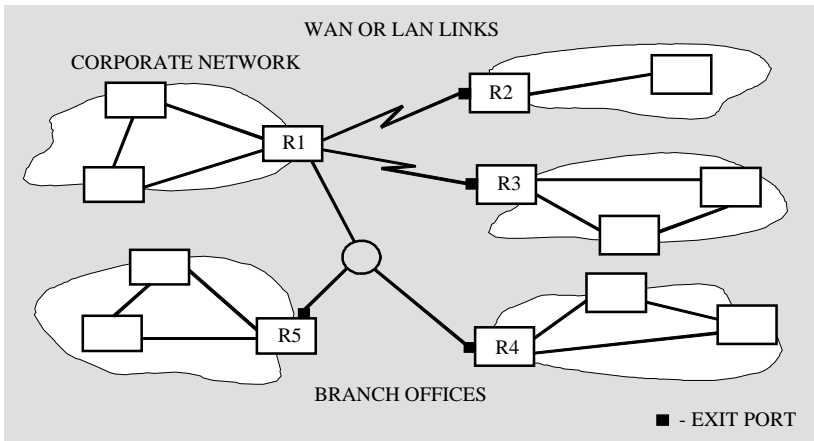 WAN OR LAN LINKS
CORPORATE NETWORK
R1
R2
R3
R5
R4
BRANCH OFFICES
- EXIT PORT